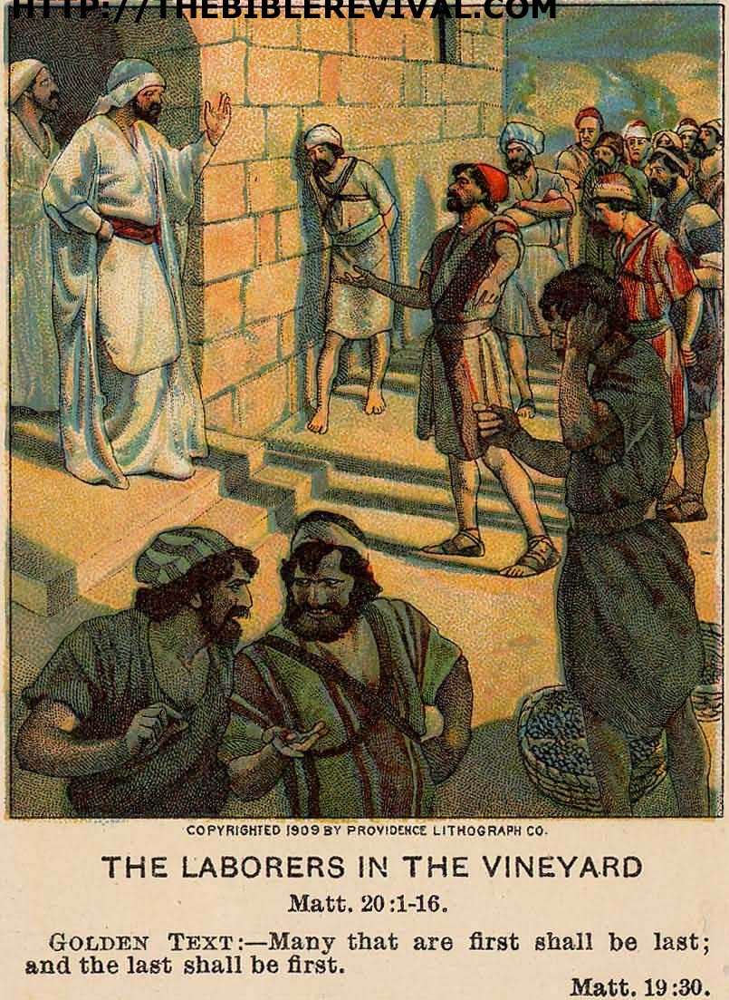 HTTP://THEBIBLEREVIVAL.COM
COPYRIGHTED 1909 BY PROVIDENCE LITHOGRAPH CO.
THE LABORERS IN THE VINEYARD
Matt. 20:1-16.
GOLDEN TEXT:—Many that are first shall be last;
and the last shall be first.
Matt. 19:30.